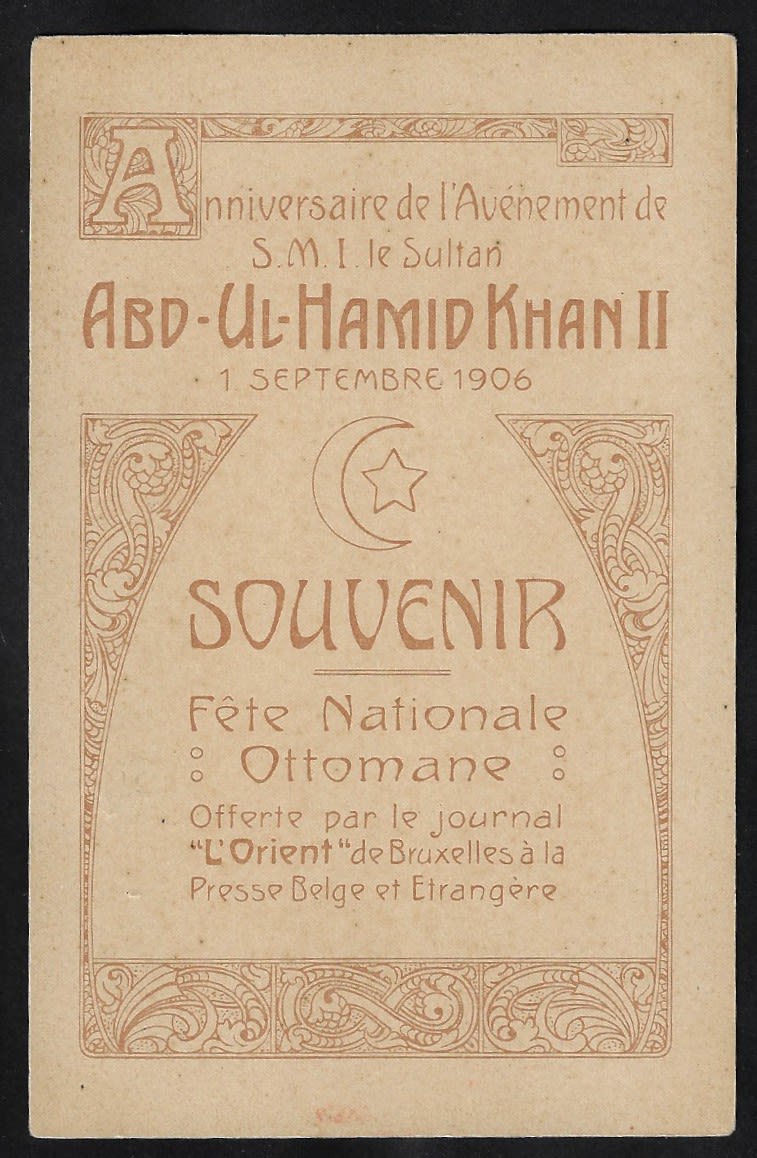 Anniversaire de l'Avénement de
S. M. I. le Sultan
ABD-UL-HAMID KHAN II
1. SEPTEMBRE 1906
SOUVENIR
Fête Nationale
Ottomane
Offerte par le journal
"L'Orient" de Bruxelles à la
Presse Belge et Etrangère